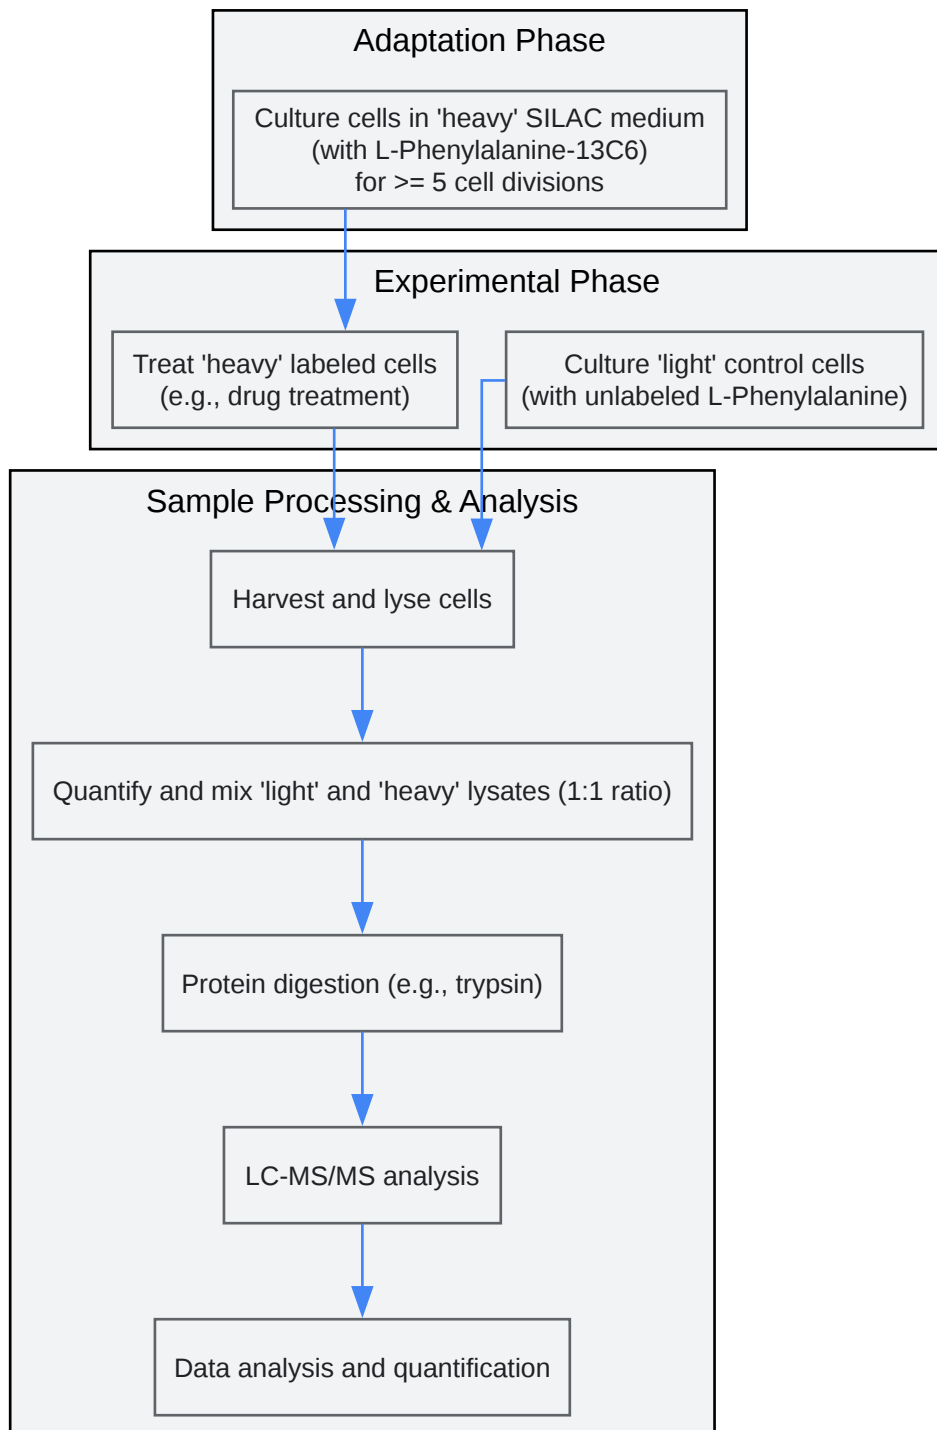 Adaptation Phase
Culture cells in 'heavy' SILAC medium
(with L-Phenylalanine-13C6)
for >= 5 cell divisions
Experimental Phase
Treat 'heavy' labeled cells
(e.g., drug treatment)
Culture 'light' control cells
(with unlabeled L-Phenylalanine)
Sample Processing & Analysis
Harvest and lyse cells
Quantify and mix 'light' and 'heavy' lysates (1:1 ratio)
Protein digestion (e.g., trypsin)
LC-MS/MS analysis
Data analysis and quantification